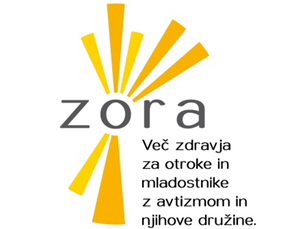 zora
Več zdravja
za otroke in
mladostnike
z avtizmom in
njihove družine.